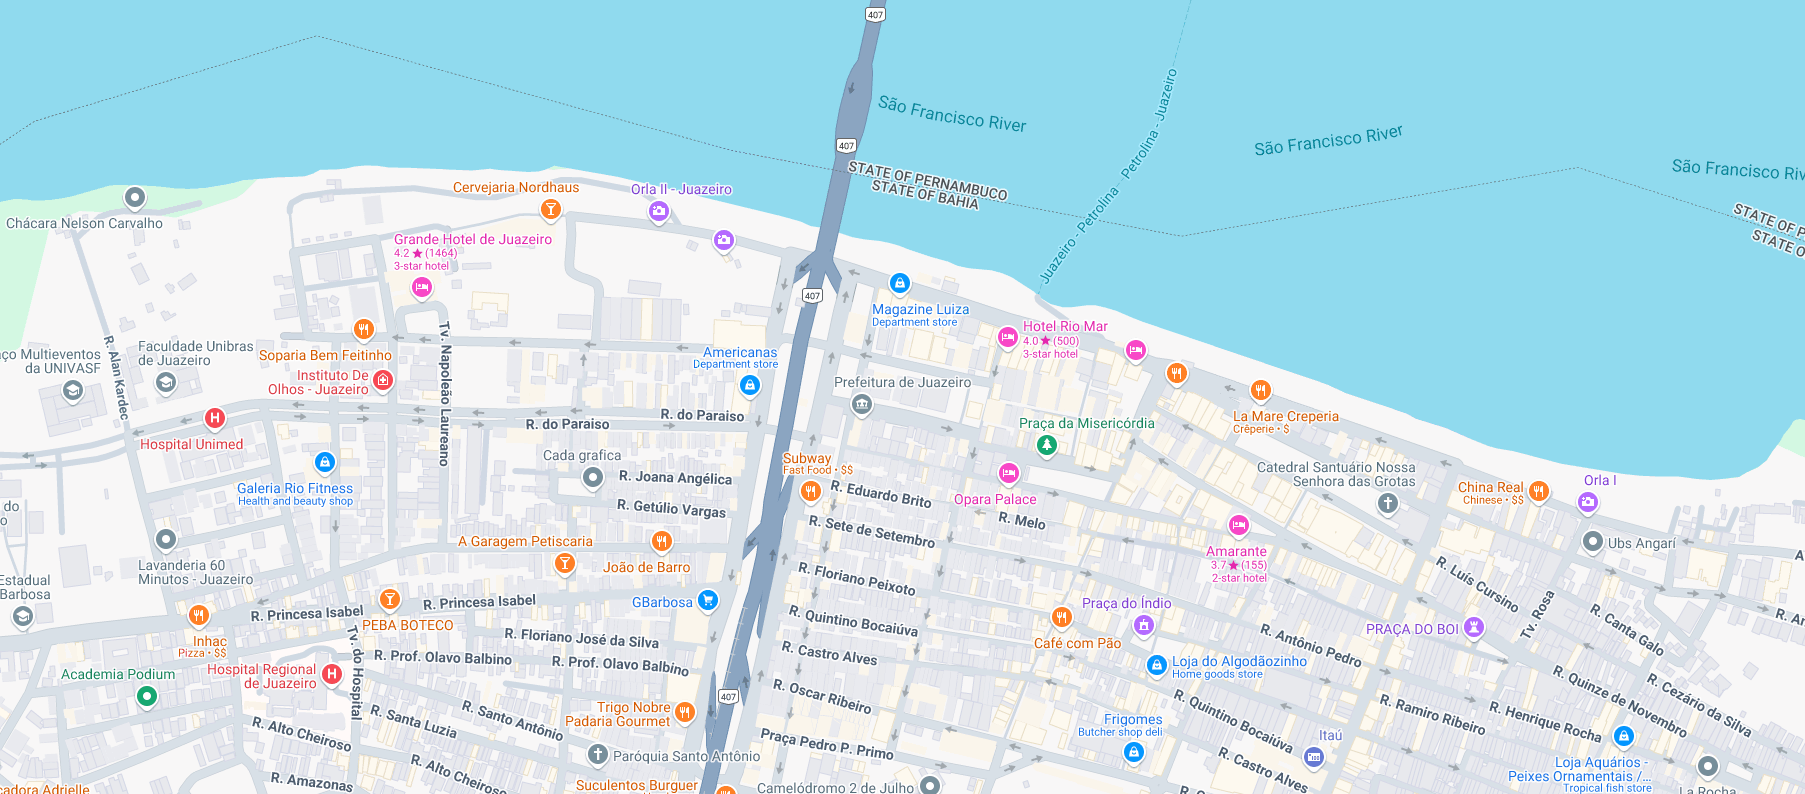 407
São Francisco River
Juazeiro - Petrolina - Petrolina - Juazeiro
São Francisco River
407
STATE OF PERNAMBUCO
STATE OF BAHIA
São Francisco
STATE OF
STATE O
Chácara Nelson Carvalho
Cervejaria Nordhaus
Orla II - Juazeiro
Grande Hotel de Juazeiro
4.2 ★ (1464)
3-star hotel
407
Magazine Luiza
Department store
Hotel Rio Mar
4.0 ★ (500)
3-star hotel
Soparia Bem Feitinho
Tv. Napoleão Laureano
Faculdade Unibras
de Juazeiro
R. Alan Kardec
ço Multieventos
da UNIVASF
Instituto De
Olhos - Juazeiro
Americanas
Department store
Prefeitura de Juazeiro
Hospital Unimed
R. do Paraiso
R. do Paraiso
Praça da Misericórdia
La Mare Creperia
Crêperie • $
Cada grafica
Subway
Fast Food • $$
Galeria Rio Fitness
Health and beauty shop
R. Joana Angélica
R. Getúlio Vargas
R. Eduardo Brito
Opara Palace
R. Melo
Catedral Santuário Nossa
Senhora das Grotas
China Real
Chinese • $$
Orla I
do
o
R. Sete de Setembro
A Garagem Petiscaria
João de Barro
Amarante
3.7 ★ (155)
2-star hotel
Ubs Angarí
A
Lavanderia 60
Minutos - Juazeiro
Estadual
Barbosa
R. Floriano Peixoto
R. Luís Cursino
Tv. Rosa
R. Canta Galo
R. Princesa Isabel
R. Princesa Isabel
PEBA BOTECO
GBarbosa
R. Quintino Bocaiúva
Praça do Índio
Café com Pão
R. Antônio Pedro
PRAÇA DO BOI
R. A
Inhac
Pizza • $$
Tv. do Hospital
R. Floriano José da Silva
R. Prof. Olavo Balbino
R. Prof. Olavo Balbino
R. Castro Alves
Loja do Algodãozinho
Home goods store
Academia Podium
Hospital Regional
de Juazeiro
R. Oscar Ribeiro
407
R. Quinze de Novembro
R. Cezário da Silva
Trigo Nobre
Padaria Gourmet
R. Santa Luzia
R. Santo Antônio
R. Alto Cheiroso
R. Quintino Bocaiúva
R. Ramiro Ribeiro
R. Henrique Rocha
Frigomes
Butcher shop deli
Itaú
Praça Pedro P. Primo
Paróquia Santo Antônio
R. Alto Cheiroso
R. Amazonas
R. Castro Alves
Loja Aquários -
Peixes Ornamentais /...
Tropical fish store
La Rocha
cadora Adrielle
Suculentos Burguer
Camelódromo 2 de Julho